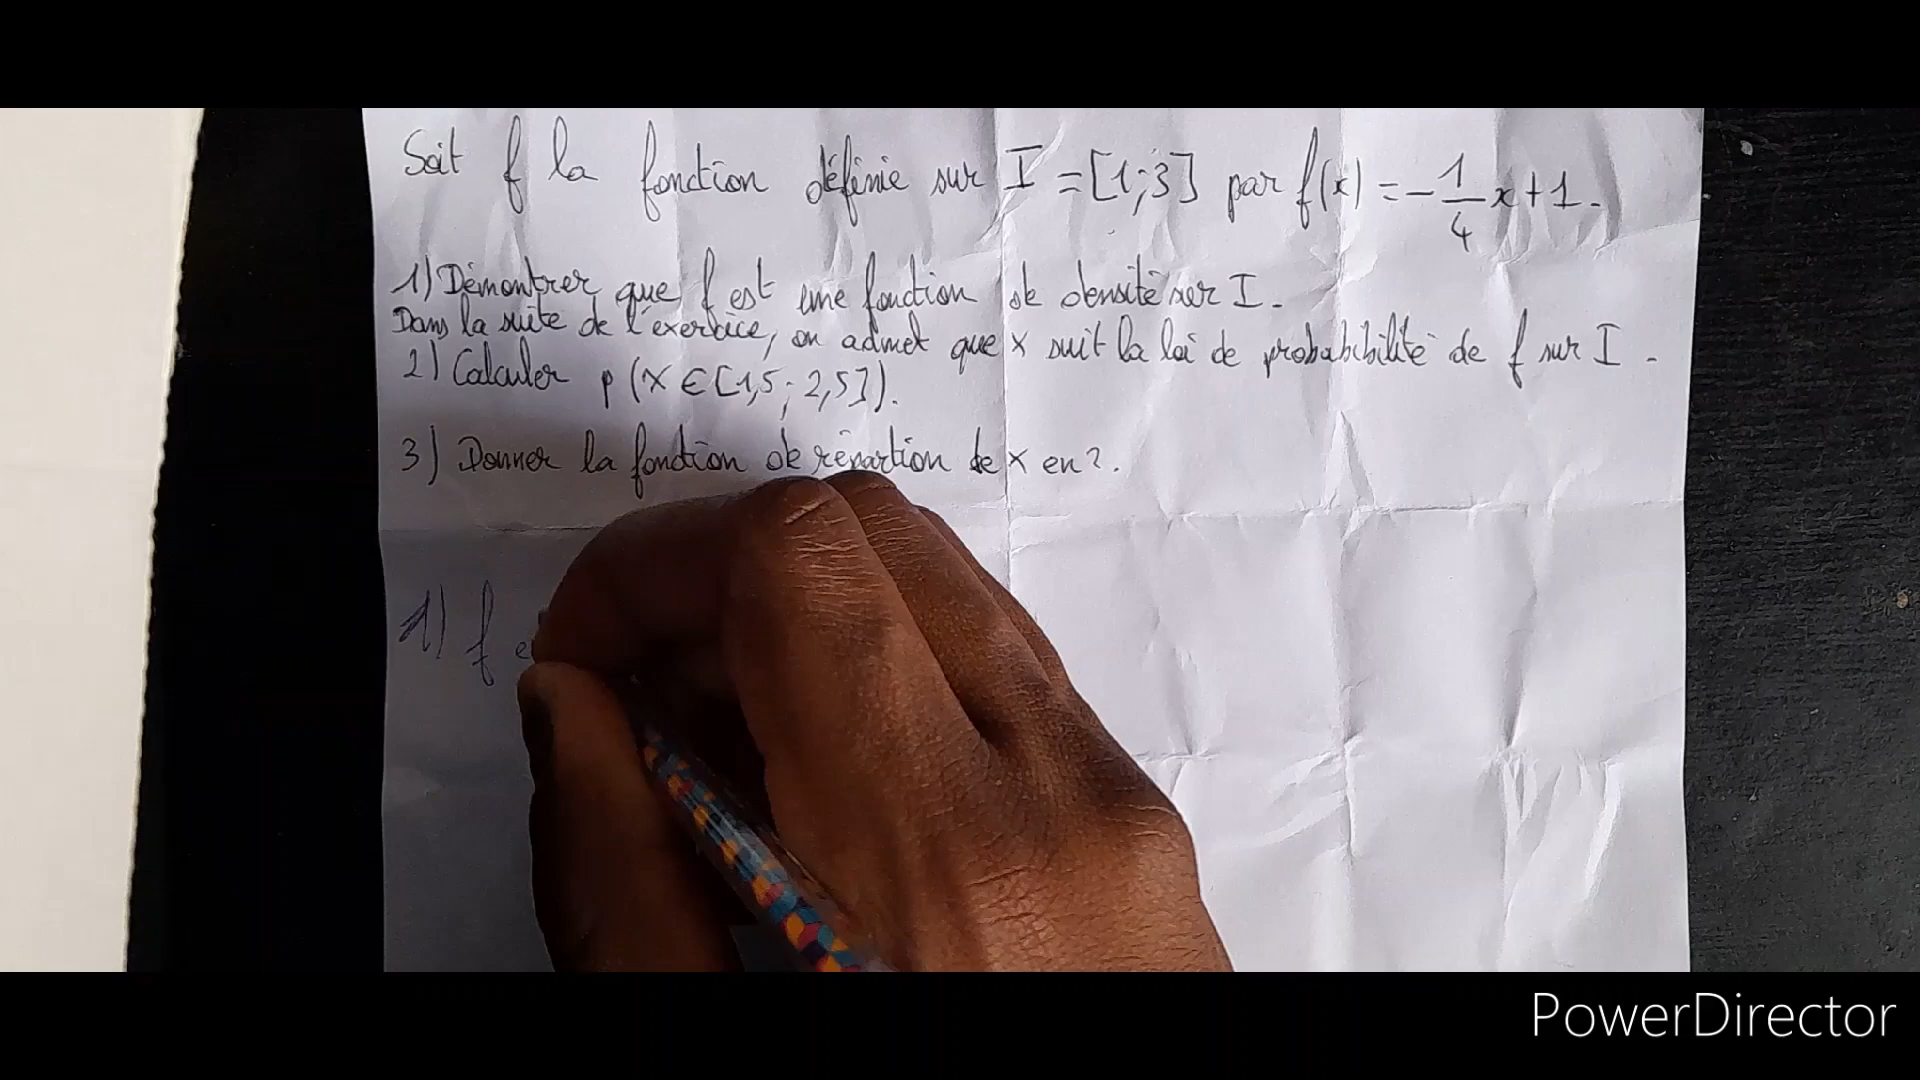 Soit f la fonction définie sur I = [1;3] par f(x) = -1/4 x + 1.
1) Démontrer que f est une fonction de densité sur I.
Dans la suite de l'exercice, on admet que X suit la loi de probabibilité de f sur I.
2) Calculer p(X ∈ [1,5; 2,5]).
3) Donner la fonction de répartion de X en 2.
1) f
PowerDirector